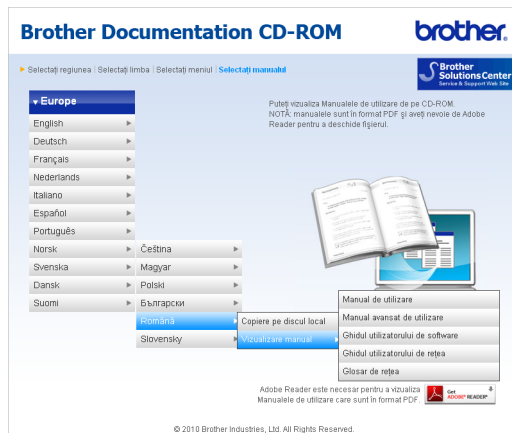 Brother Documentation CD-ROM
brother.
Selectați regiunea | Selectați limba | Selectați meniul | Selectați manualul
Brother
Solutions Center
Service & Support Web Site
Europe
English
Deutsch
Français
Nederlands
Italiano
Español
Português
Norsk
Svenska
Dansk
Suomi
Čeština
Magyar
Polski
Български
Română
Slovensky
Copiere pe discul local
Vizualizare manual
Manual de utilizare
Manual avansat de utilizare
Ghidul utilizatorului de software
Ghidul utilizatorului de rețea
Glosar de rețea
Puteți vizualiza Manualele de utilizare de pe CD-ROM.
NOTĂ: manualele sunt în format PDF și aveți nevoie de Adobe
Reader pentru a deschide fișierul.
Adobe Reader este necesar pentru a vizualiza
Manualele de utilizare care sunt în format PDF.
Get
ADOBE® READER®
© 2010 Brother Industries, Ltd. All Rights Reserved.